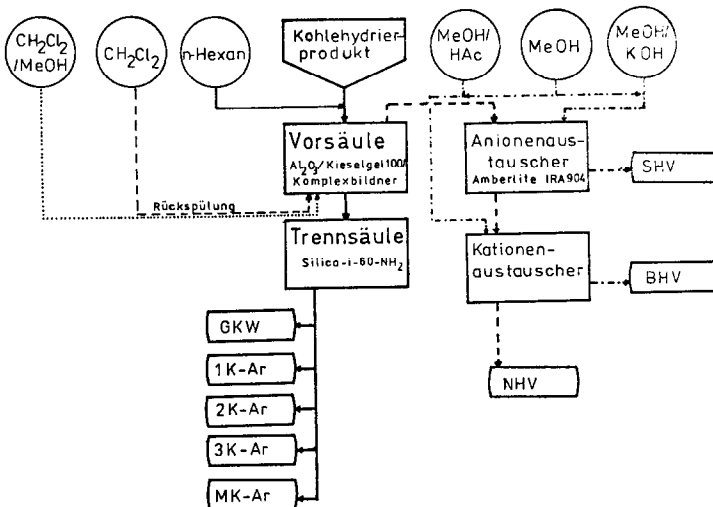 CH2Cl2
/MeOH
CH2Cl2
n-Hexan
Kohlehydrier-
produkt
MeOH/
HAc
MeOH
MeOH/
KOH
Vorsäule
Al2O3/Kieselgel100/
Komplexbildner
Anionenaus-
tauscher
Amberlite IRA904
SHV
Rückspülung
Trennsäule
Silica-i-60-NH2
Kationen-
austauscher
BHV
GKW
1K-Ar
NHV
2K-Ar
3K-Ar
MK-Ar